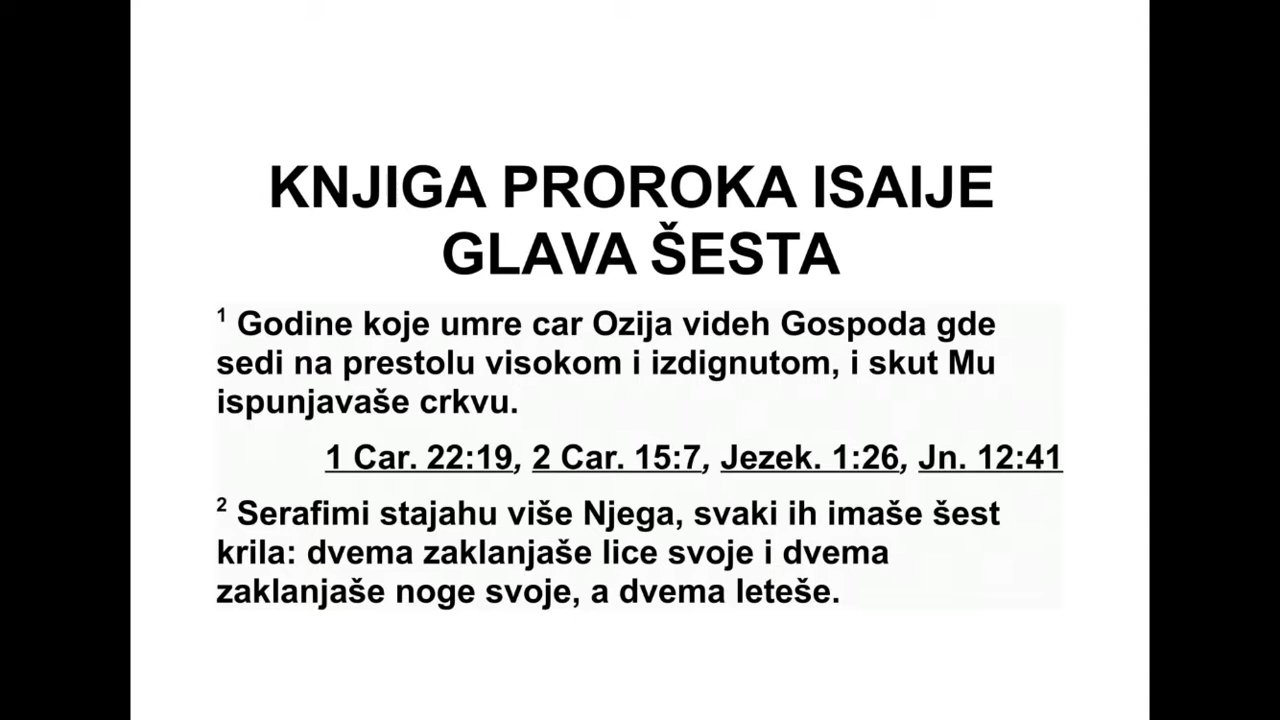 KNJIGA PROROKA ISAIJE
GLAVA ŠESTA
1 Godine koje umre car Ozija videh Gospoda gde
sedi na prestolu visokom i izdignutom, i skut Mu
ispunjavaše crkvu.
1 Car. 22:19, 2 Car. 15:7, Jezek. 1:26, Jn. 12:41
2 Serafimi stajahu više Njega, svaki ih imaše šest
krila: dvema zaklanjaše lice svoje i dvema
zaklanjaše noge svoje, a dvema leteše.